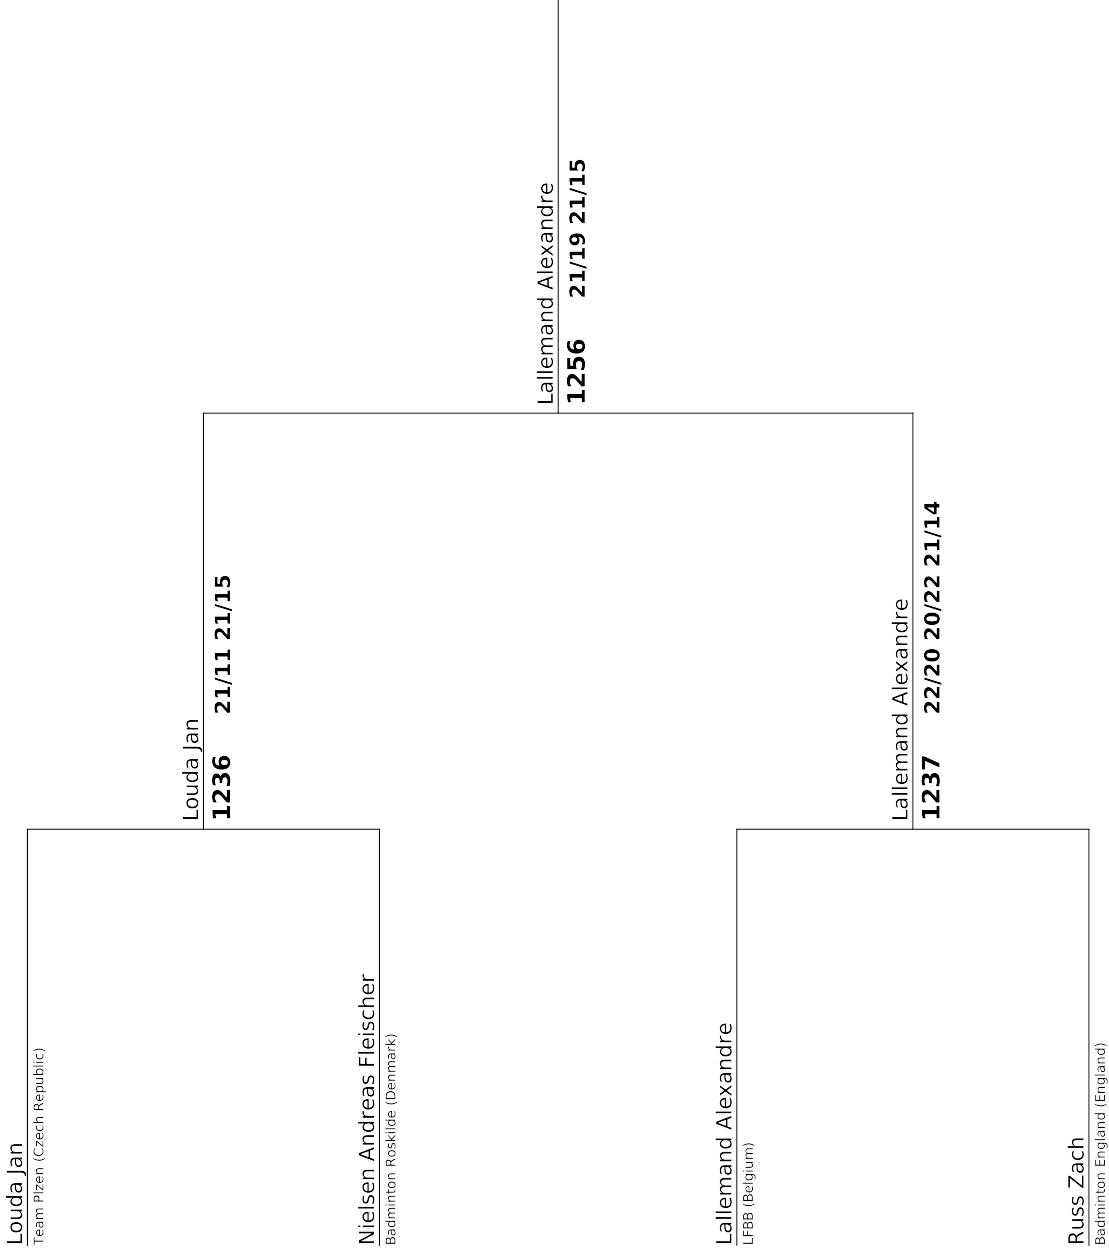 Louda Jan
Team Plzen (Czech Republic)
Louda Jan
1236 21/11 21/15
Nielsen Andreas Fleischer
Badminton Roskilde (Denmark)
Lallemand Alexandre
1256 21/19 21/15
Lallemand Alexandre
LFBB (Belgium)
Lallemand Alexandre
1237 22/20 20/22 21/14
Russ Zach
Badminton England (England)